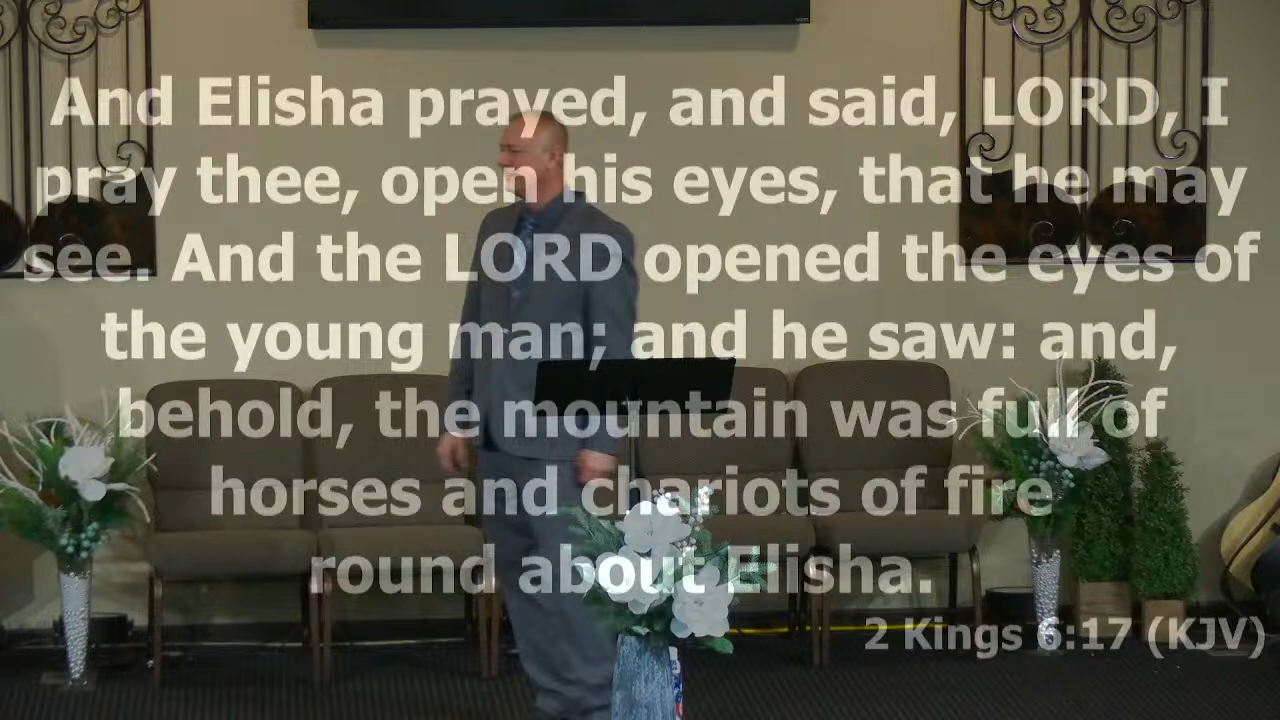 And Elisha prayed, and said, LORD, I
pray thee, open his eyes, that he may
see. And the LORD opened the eyes of
the young man; and he saw: and,
behold, the mountain was full of
horses and chariots of fire
round about Elisha.
2 Kings 6:17 (KJV)